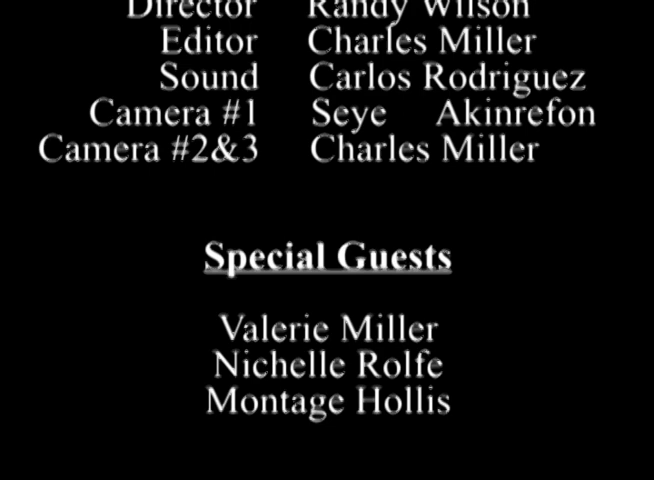 Director Randy Wilson
Editor Charles Miller
Sound Carlos Rodriguez
Camera #1 Seye Akinrefon
Camera #2&3 Charles Miller
Special Guests
Valerie Miller
Nichelle Rolfe
Montage Hollis